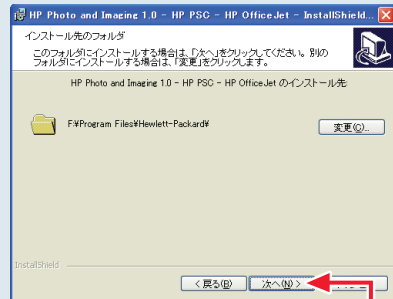 HP Photo and Imaging 1.0 - HP PSC - HP OfficeJet - InstallShield...
インストール先のフォルダ
このフォルダにインストールする場合は、「次へ」をクリックしてください。別の
フォルダにインストールする場合は、「変更」をクリックします。
HP Photo and Imaging 1.0 - HP PSC - HP OfficeJet のインストール先:
F:¥Program Files¥Hewlett-Packard¥
変更(C)...
InstallShield
< 戻る(B)
次へ(N) >